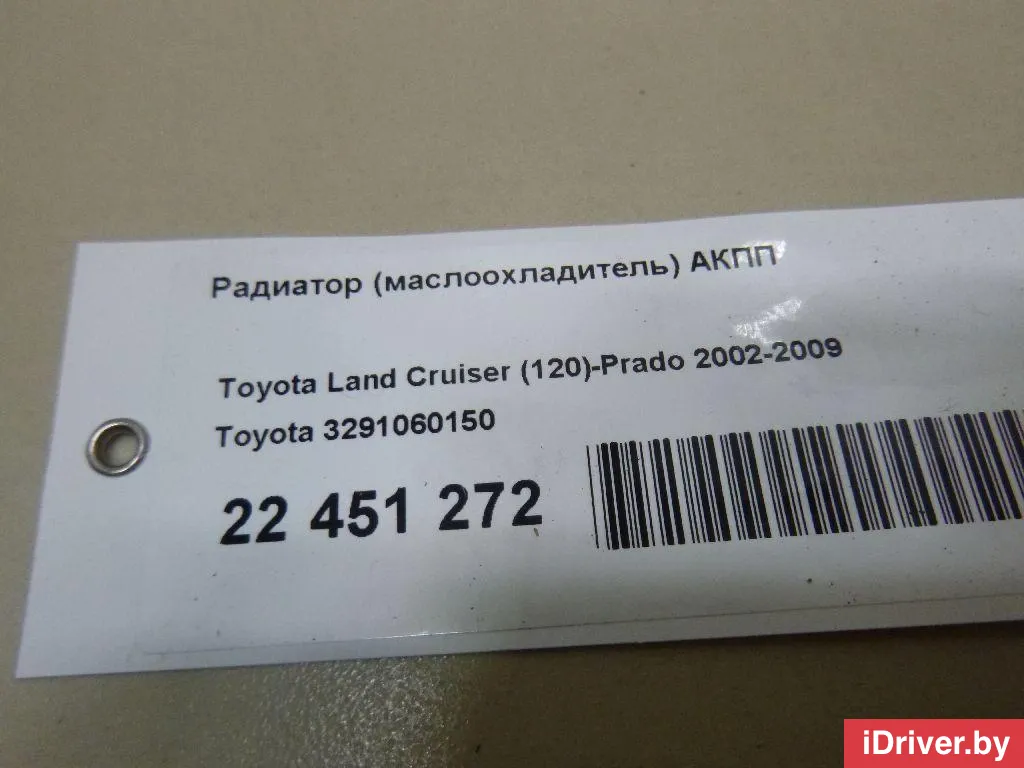 Радиатор (маслоохладитель) АКПП
Toyota Land Cruiser (120)-Prado 2002-2009
Toyota 3291060150
22 451 272
iDriver.by